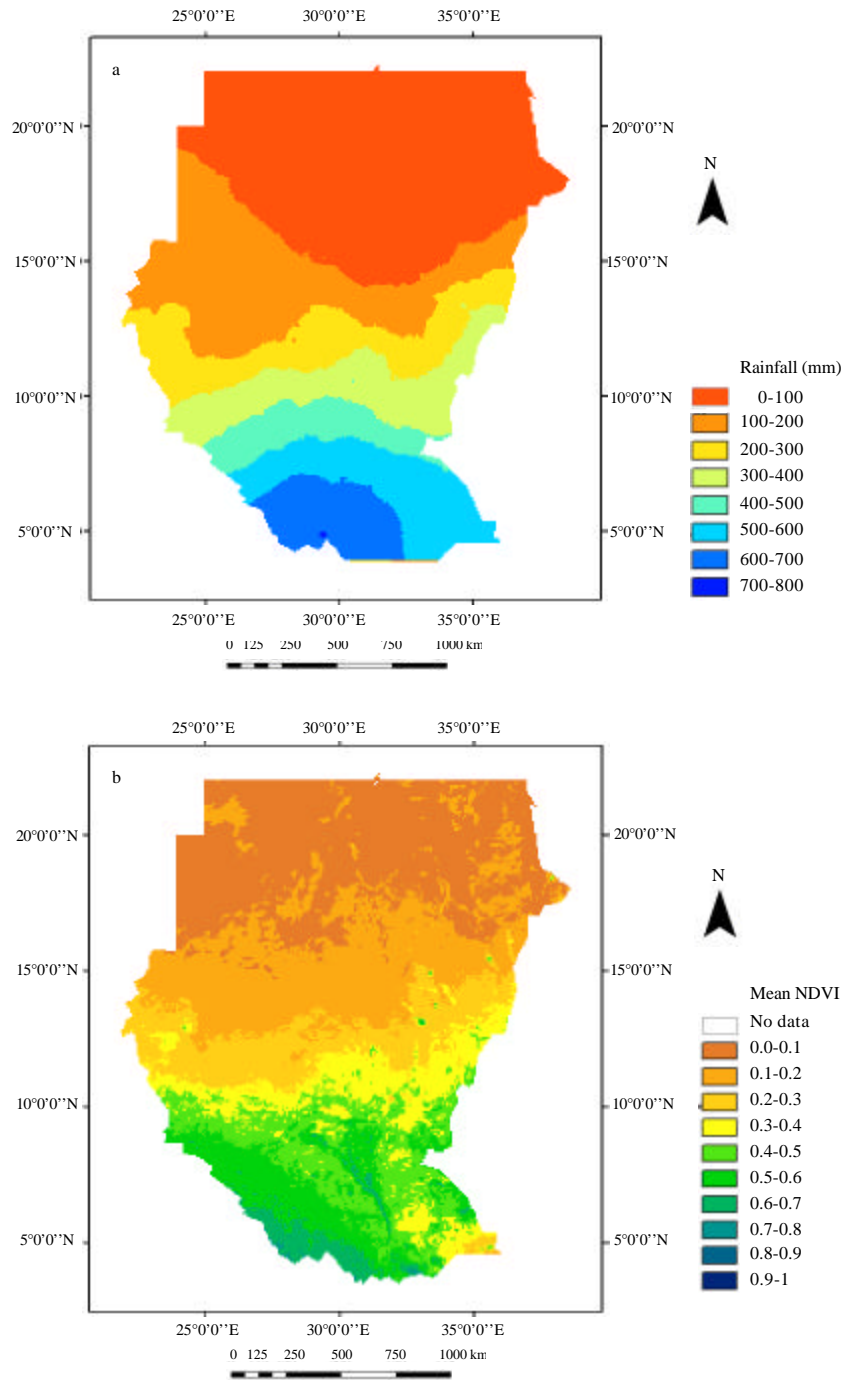 25°0'0’’E 30°0'0’’E 35°0'0’’E
a
20°0'0’’N 20°0'0’’N
N
15°0'0’’N 15°0'0’’N
Rainfall (mm)
10°0'0’’N 10°0'0’’N
0-100
100-200
200-300
300-400
400-500
5°0'0’’N 5°0'0’’N
500-600
600-700
700-800
25°0'0’’E 30°0'0’’E 35°0'0’’E
0 125 250 500 750 1000 km
25°0'0’’E 30°0'0’’E 35°0'0’’E
b
20°0'0’’N 20°0'0’’N
N
15°0'0’’N 15°0'0’’N
Mean NDVI
No data
0.0-0.1
0.1-0.2
10°0'0’’N 10°0'0’’N
0.2-0.3
0.3-0.4
0.4-0.5
0.5-0.6
0.6-0.7
5°0'0’’N 5°0'0’’N
0.7-0.8
0.8-0.9
0.9-1
25°0'0’’E 30°0'0’’E 35°0'0’’E
0 125 250 500 750 1000 km